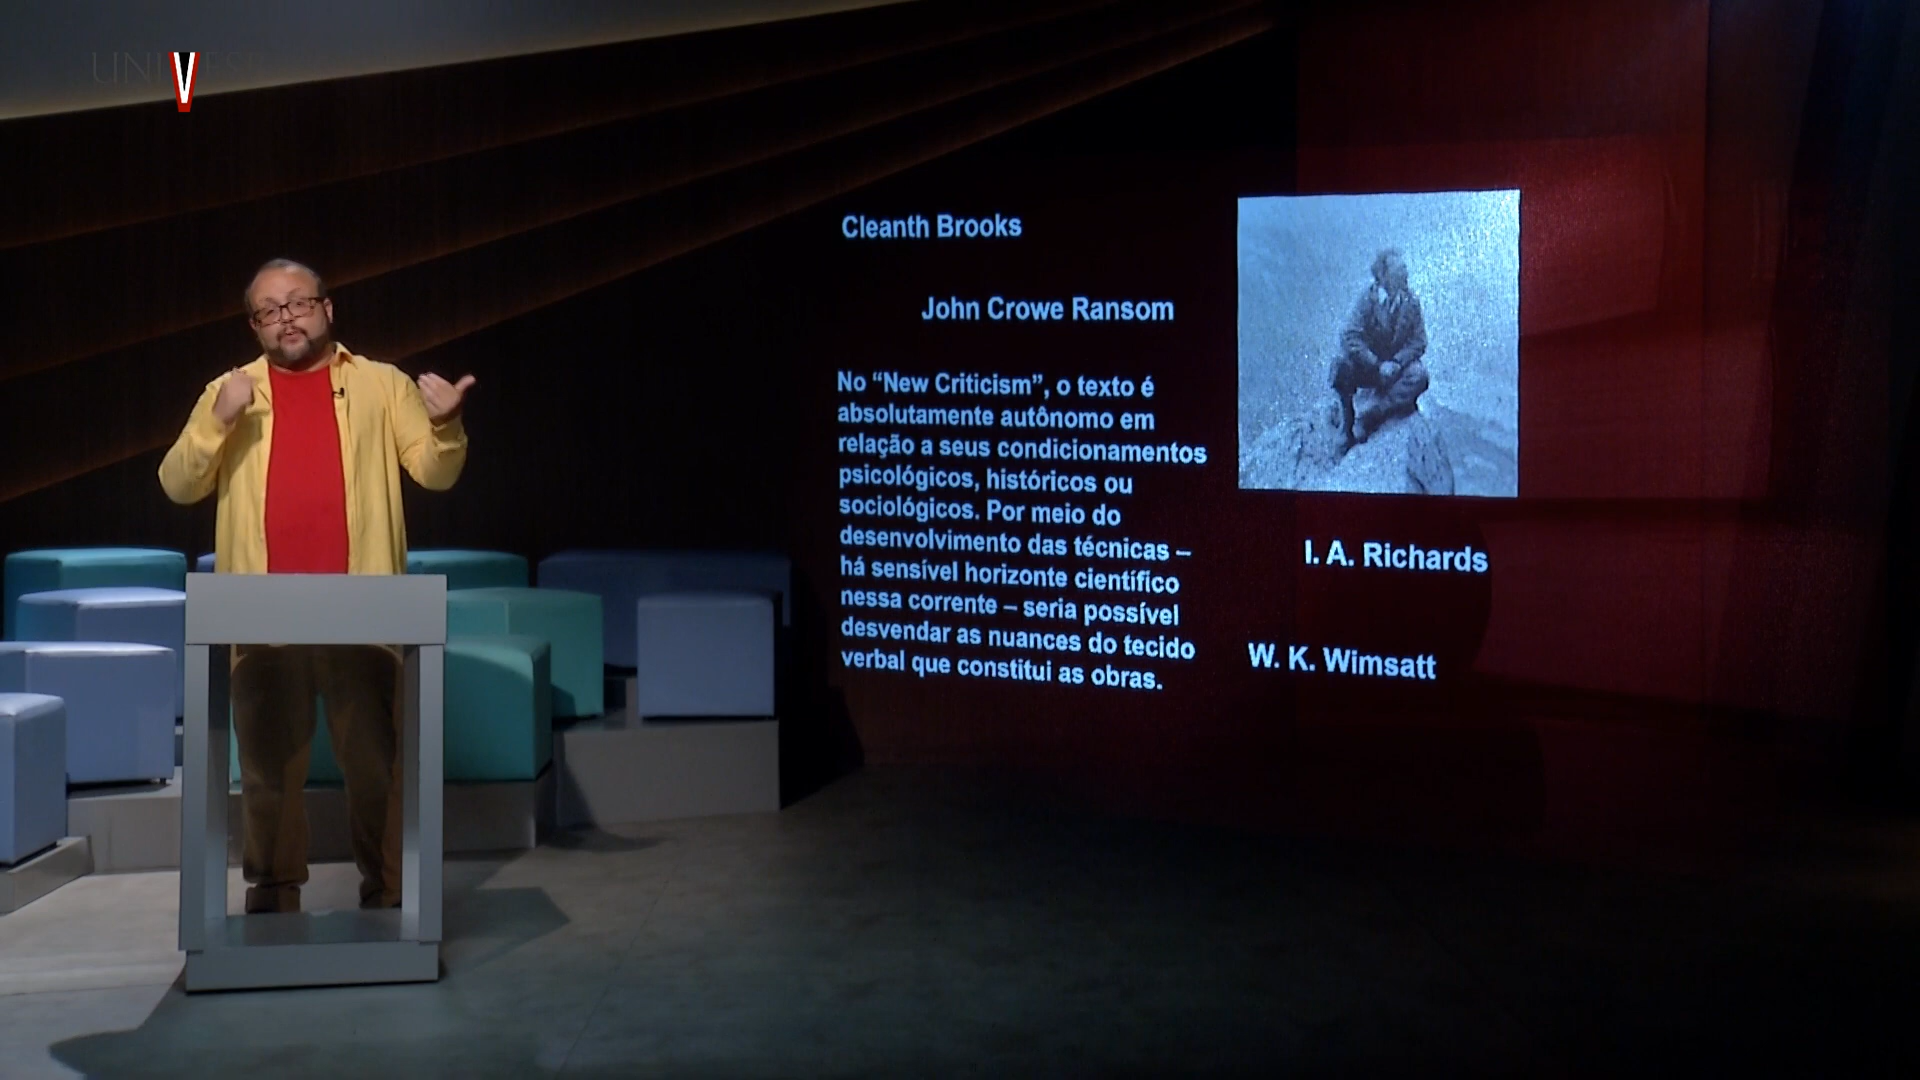 UNIVESP
Cleanth Brooks
John Crowe Ransom
No “New Criticism”, o texto é
absolutamente autônomo em
relação a seus condicionamentos
psicológicos, históricos ou
sociológicos. Por meio do
desenvolvimento das técnicas –
há sensível horizonte científico
nessa corrente – seria possível
desvendar as nuances do tecido
verbal que constitui as obras.
I. A. Richards
W. K. Wimsatt